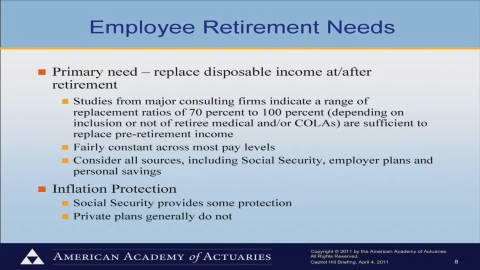 Employee Retirement Needs
Primary need – replace disposable income at/after
retirement
Studies from major consulting firms indicate a range of
replacement ratios of 70 percent to 100 percent (depending on
inclusion or not of retiree medical and/or COLAs) are sufficient to
replace pre-retirement income
Fairly constant across most pay levels
Consider all sources, including Social Security, employer plans and
personal savings
Inflation Protection
Social Security provides some protection
Private plans generally do not
AMERICAN ACADEMY of ACTUARIES
Copyright © 2011 by the American Academy of Actuaries
All Rights Reserved.
Capitol Hill Briefing, April 4, 2011
8